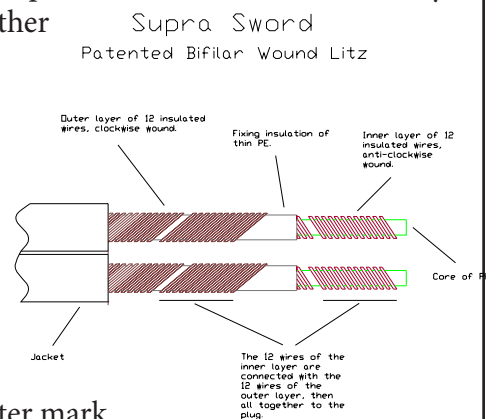 ther
Supra Sword
Patented Bifilar Wound Litz
Outer layer of 12 insulated
wires, clockwise wound.
Fixing insulation of
thin PE.
Inner layer of 12
insulated wires,
anti-clockwise
wound.
Core of
Jacket
The 12 wires of the
inner layer are
connected with the
12 wires of the
outer layer, then
all together to the
plug.
ter mark